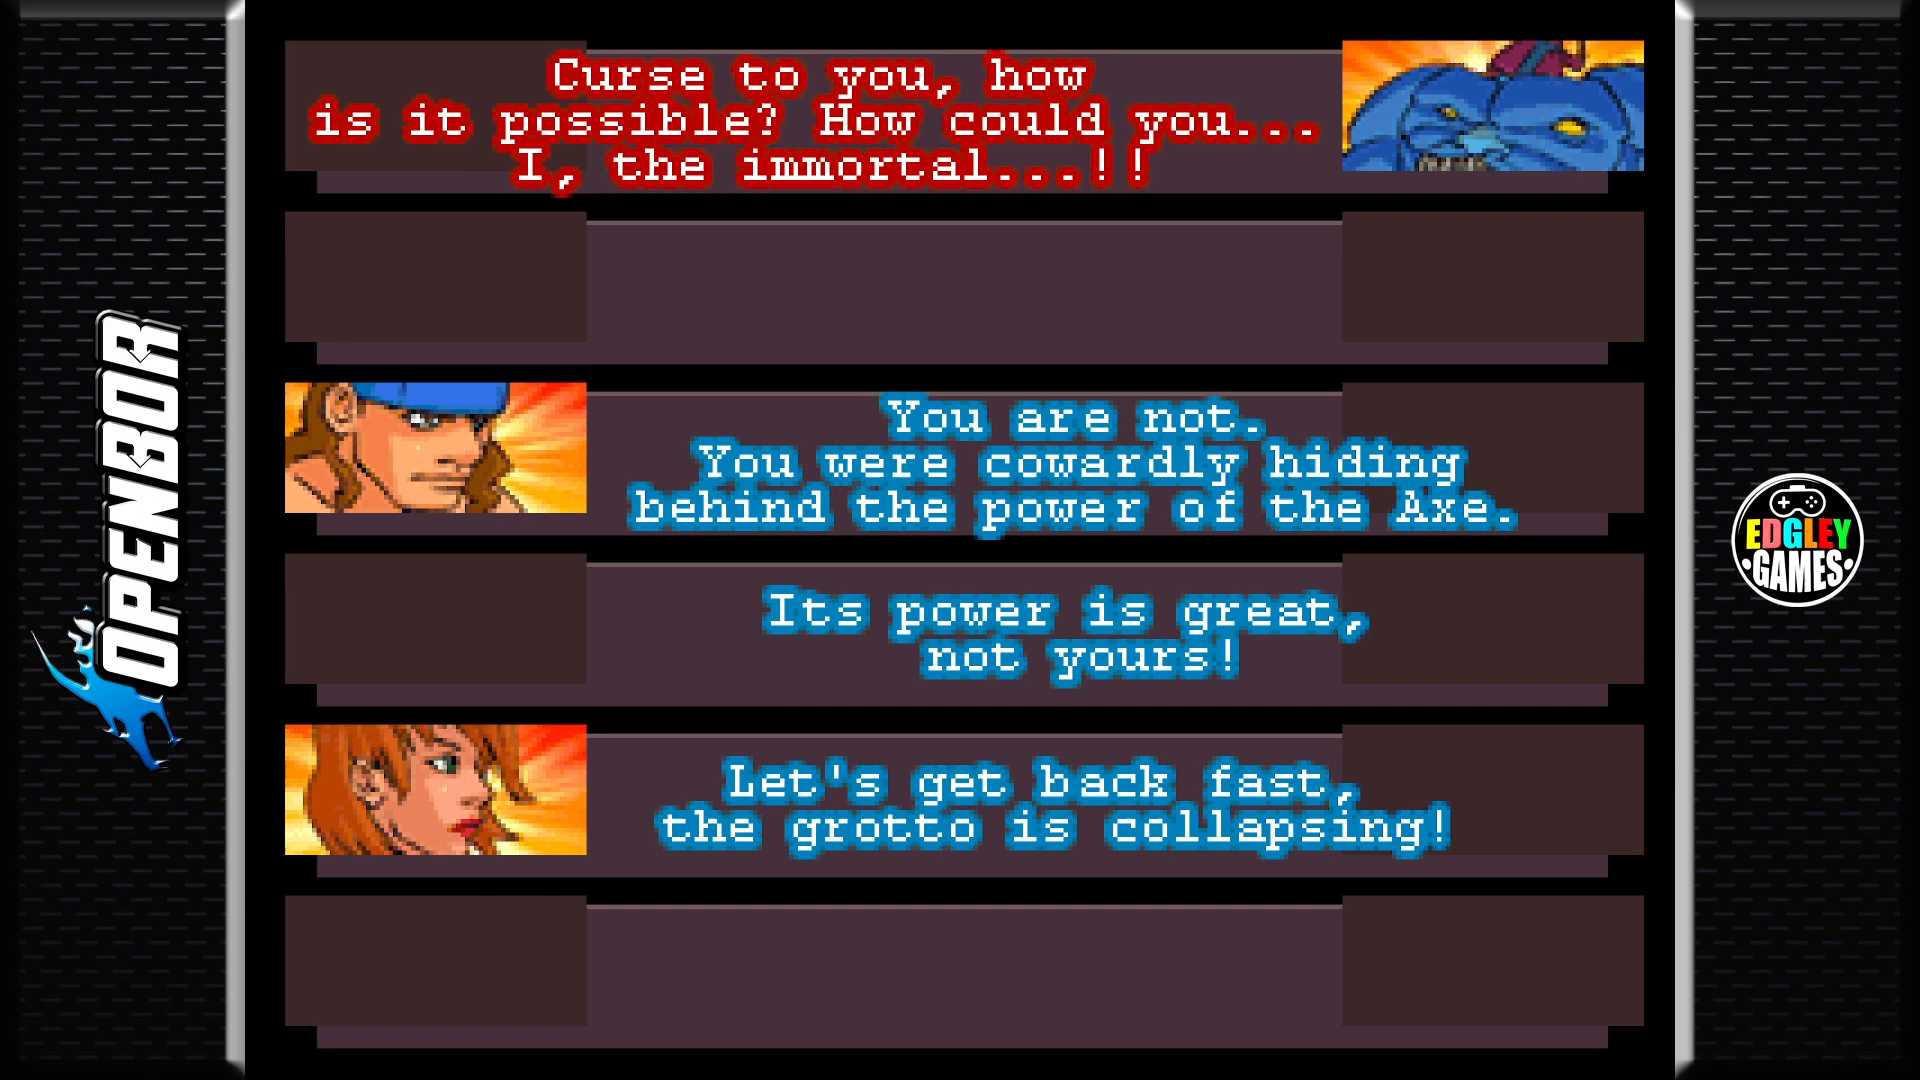 Curse to you, how
is it possible? How could you...
I, the immortal...!!
You are not.
You were cowardly hiding
behind the power of the Axe.
Its power is great,
not yours!
Let's get back fast,
the grotto is collapsing!
OPENBOR
EDGLEY
GAMES